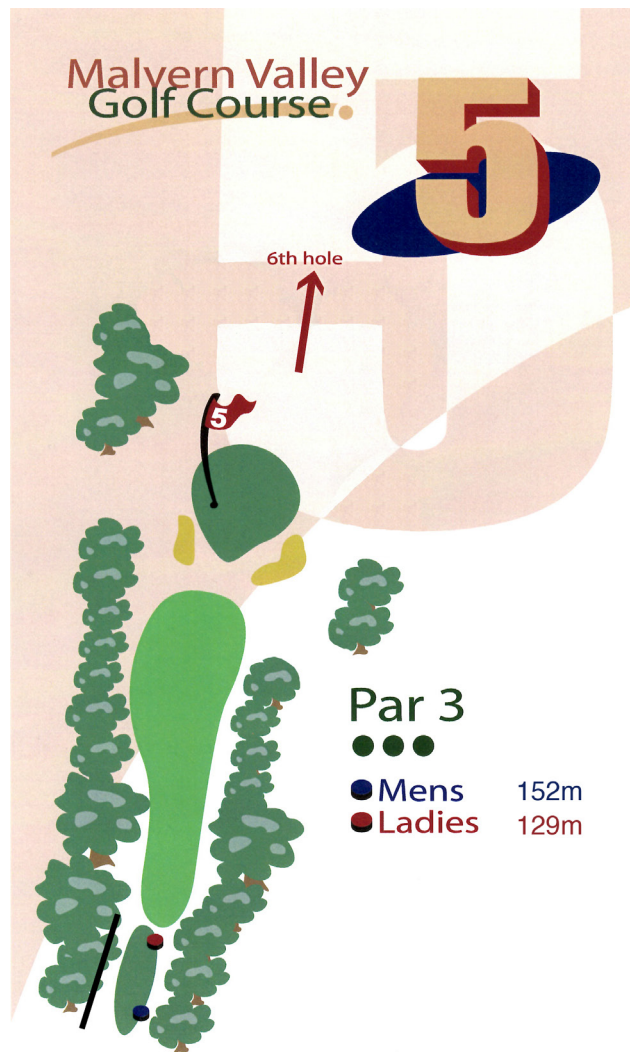 Malvern Valley
Golf Course
5
6th hole
5
Par 3
Mens 152m
Ladies 129m